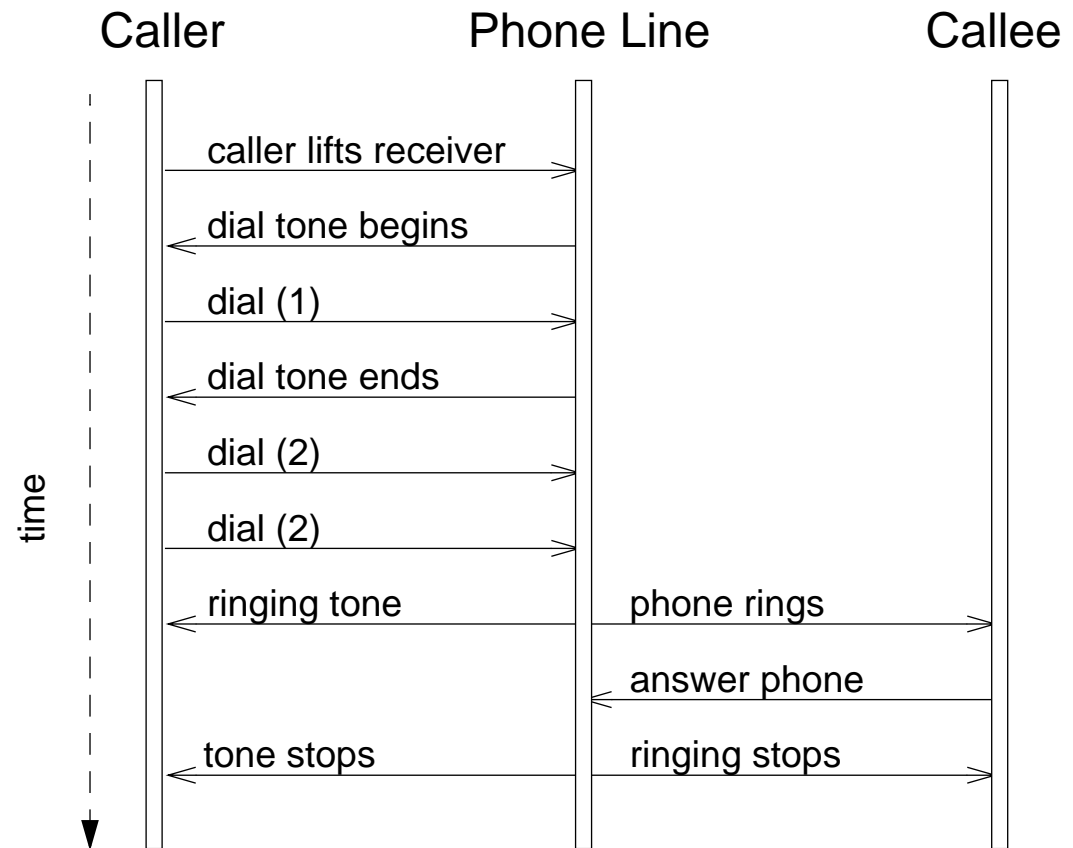 Caller Phone Line Callee
caller lifts receiver
dial tone begins
dial (1)
dial tone ends
dial (2)
time
dial (2)
ringing tone phone rings
answer phone
tone stops ringing stops